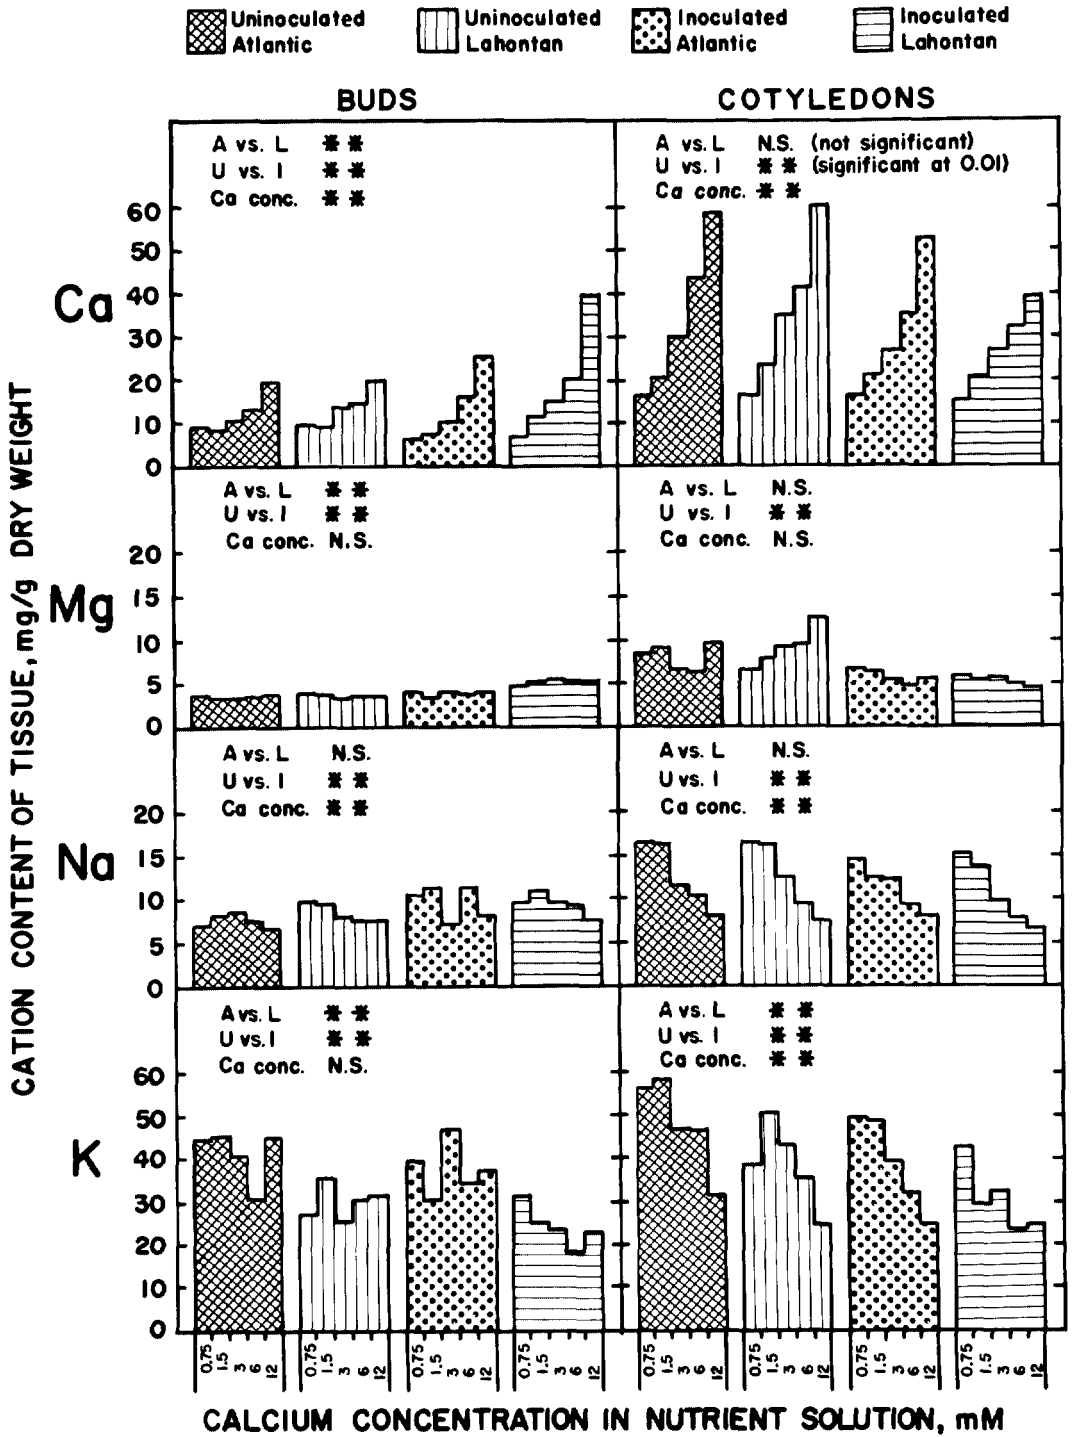 Uninoculated Atlantic
Uninoculated Lahontan
Inoculated Atlantic
Inoculated Lahontan
BUDS
COTYLEDONS
A vs. L ** 
U vs. I **
Ca conc. **
A vs. L N.S. (not significant)
U vs. I ** (significant at 0.01)
Ca conc. **
Ca
60
50
40
30
20
10
0
A vs. L **
U vs. I **
Ca conc. N.S.
A vs. L N.S.
U vs. I **
Ca conc. N.S.
Mg
20
15
10
5
0
A vs. L N.S.
U vs. I **
Ca conc. **
A vs. L N.S.
U vs. I **
Ca conc. **
Na
20
15
10
5
0
A vs. L **
U vs. I **
Ca conc. N.S.
A vs. L **
U vs. I **
Ca conc. **
K
60
50
40
30
20
10
0
CATION CONTENT OF TISSUE, mg/g DRY WEIGHT
0.75 1.5 3 6 12 0.75 1.5 3 6 12 0.75 1.5 3 6 12 0.75 1.5 3 6 12 0.75 1.5 3 6 12 0.75 1.5 3 6 12 0.75 1.5 3 6 12 0.75 1.5 3 6 12
CALCIUM CONCENTRATION IN NUTRIENT SOLUTION, mM